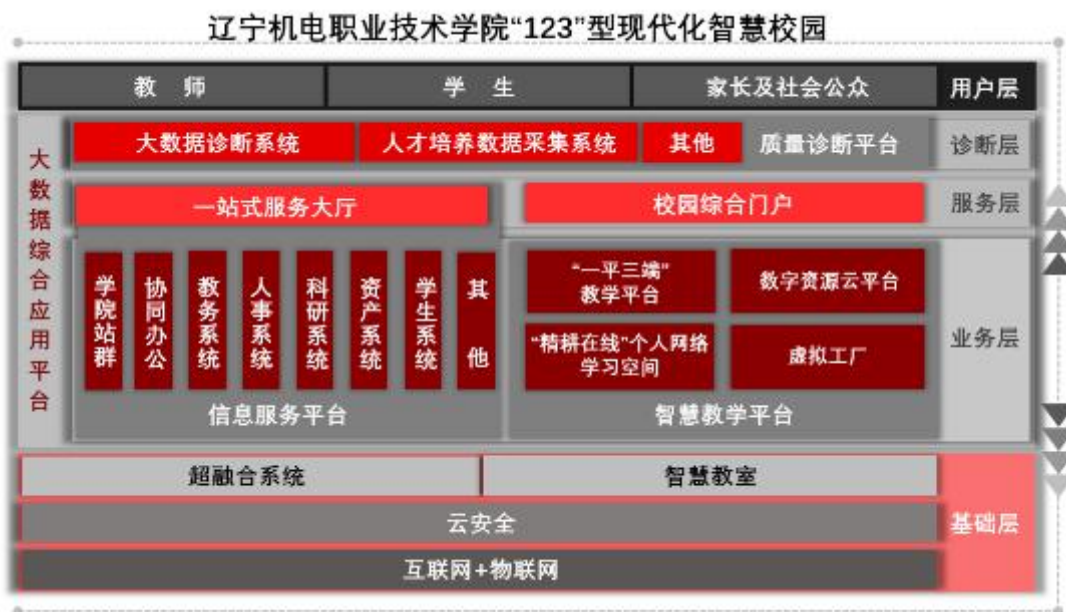 辽宁机电职业技术学院“123”型现代化智慧校园
教 师
学 生
家长及社会公众
用户层
大数据综合应用平台
大数据诊断系统
人才培养数据采集系统
其他
质量诊断平台
诊断层
一站式服务大厅
校园综合门户
服务层
学院站群
协同办公
教务系统
人事系统
科研系统
资产系统
学生系统
其他
信息服务平台
“一平三端”
教学平台
数字资源云平台
“精耕在线”个人网络
学习空间
虚拟工厂
智慧教学平台
业务层
超融合系统
智慧教室
云安全
互联网+物联网
基础层